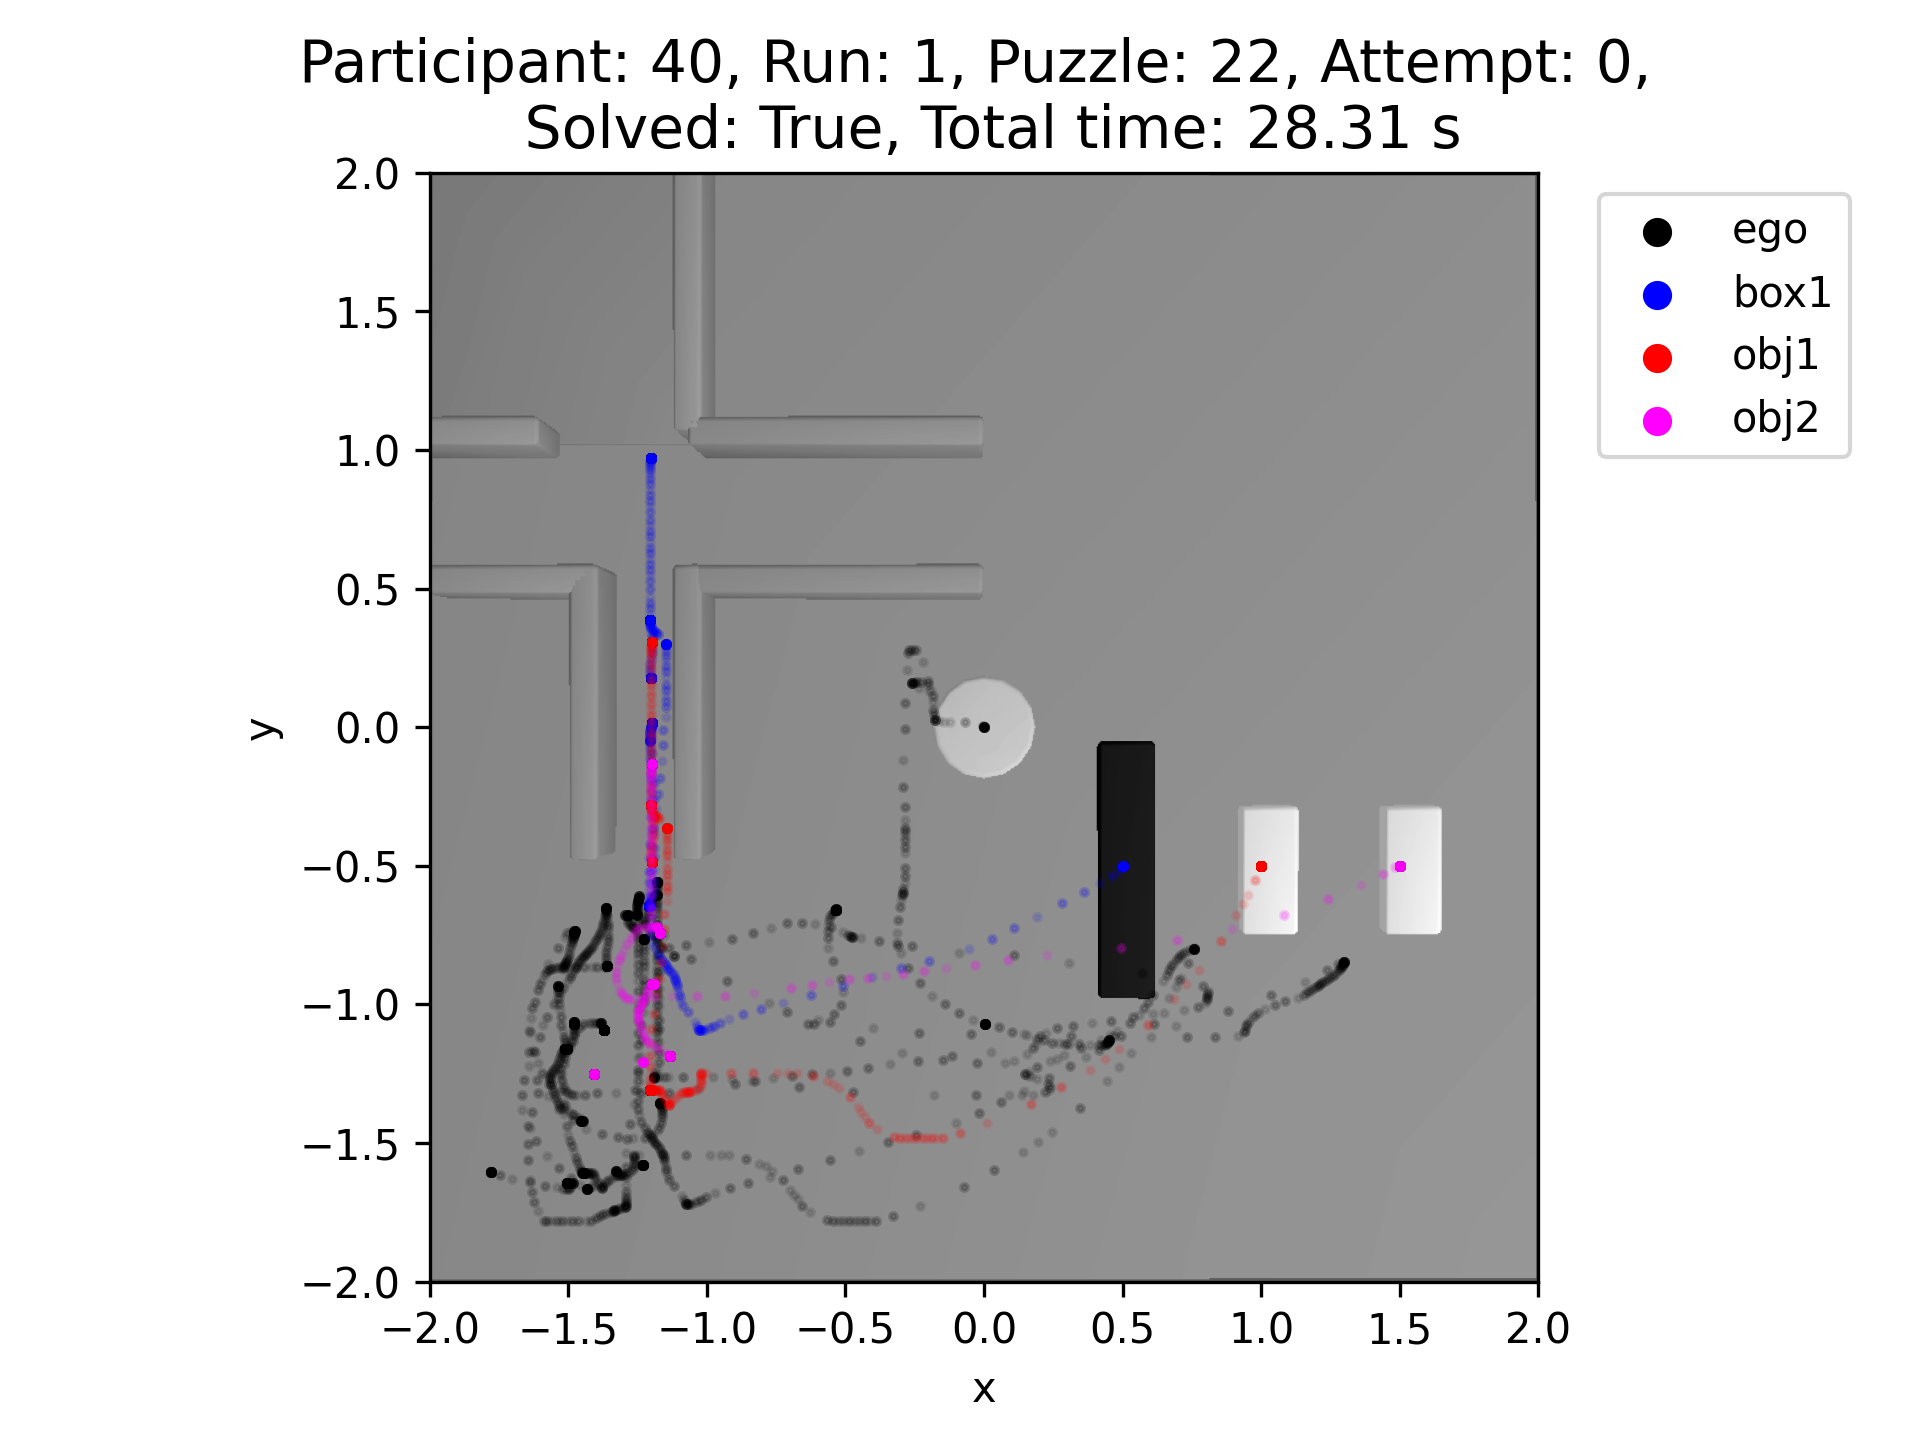 Participant: 40, Run: 1, Puzzle: 22, Attempt: 0,
Solved: True, Total time: 28.31 s
2.0
1.5
1.0
0.5
0.0
−0.5
−1.0
−1.5
−2.0
y
−2.0 −1.5 −1.0 −0.5 0.0 0.5 1.0 1.5 2.0
x
ego
box1
obj1
obj2